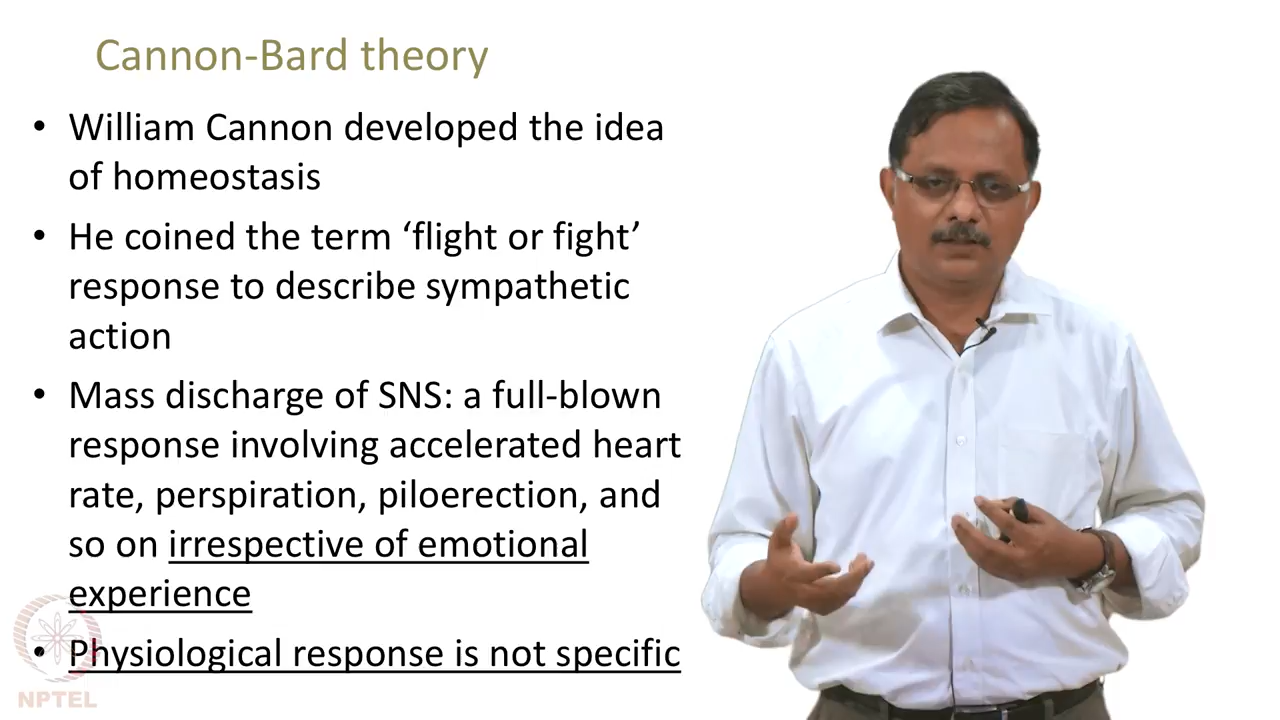 Cannon-Bard theory
• William Cannon developed the idea
of homeostasis
• He coined the term ‘flight or fight’
response to describe sympathetic
action
• Mass discharge of SNS: a full-blown
response involving accelerated heart
rate, perspiration, piloerection, and
so on irrespective of emotional
experience
• Physiological response is not specific
NPTEL